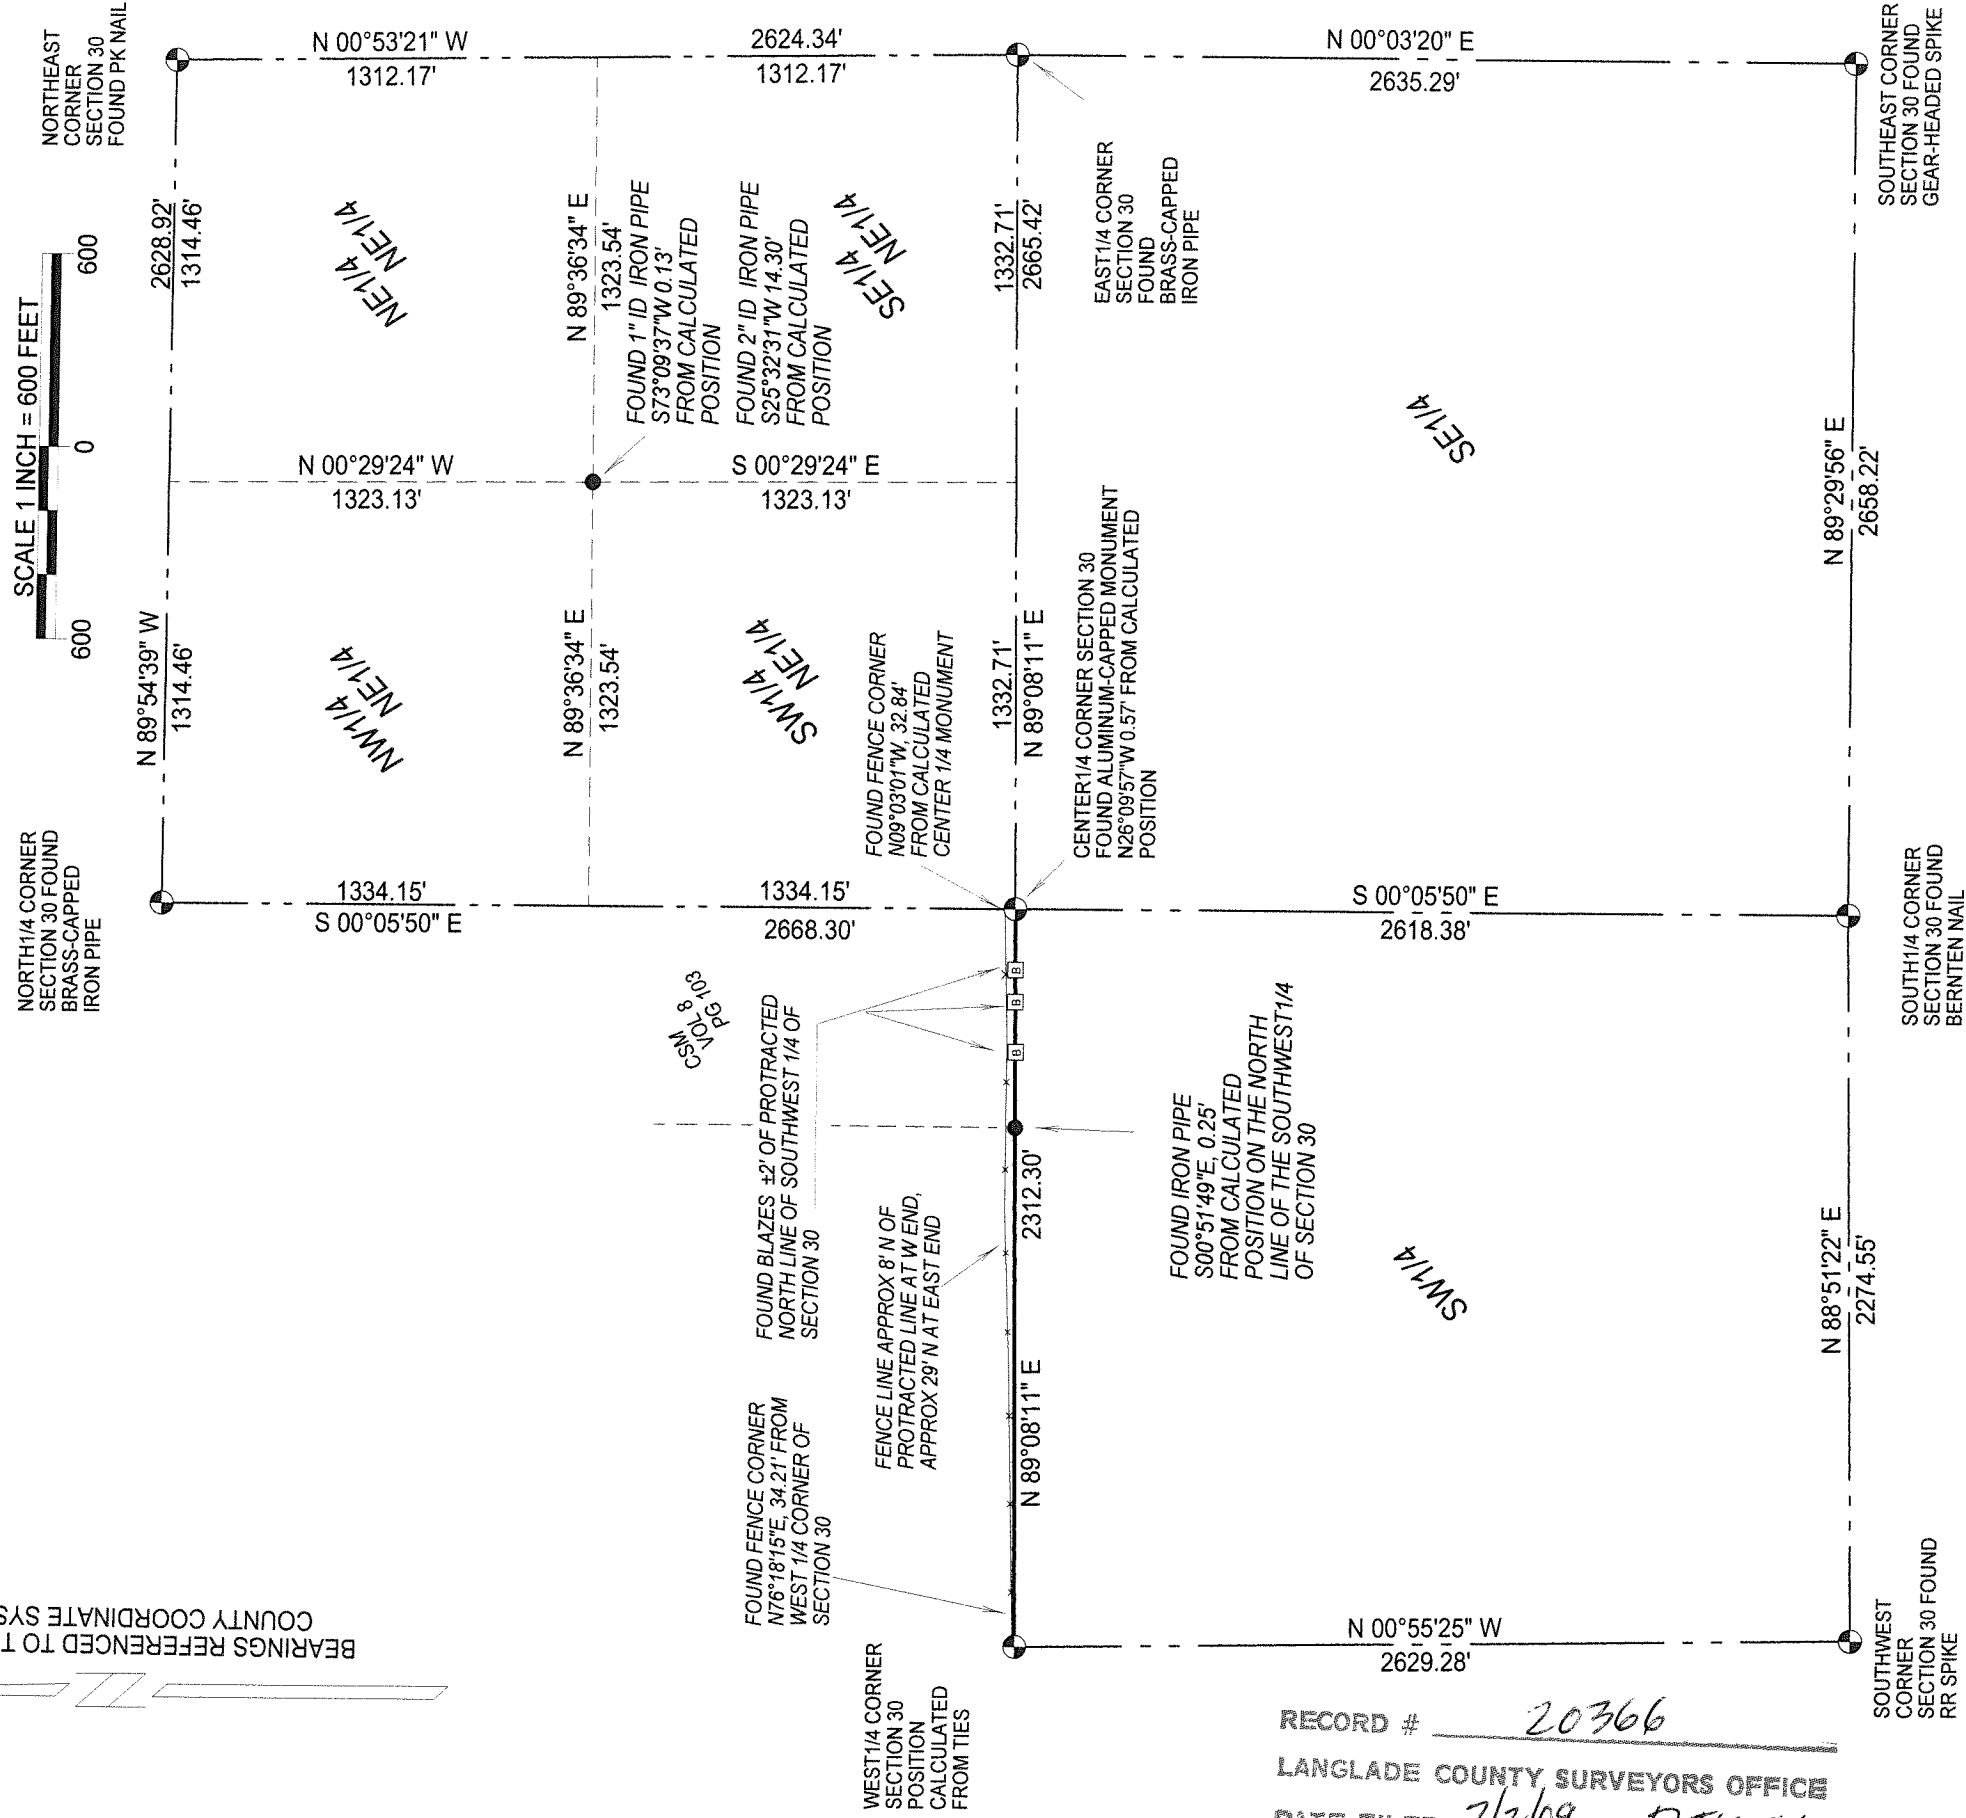 SCALE 1 INCH = 600 FEET
600
0
600
NORTHEAST
CORNER
SECTION 30
FOUND PK NAIL
NORTH1/4 CORNER
SECTION 30 FOUND
BRASS-CAPPED
IRON PIPE
N 89°54'39" W
1314.46'
2628.92'
1314.46'
N 00°53'21" W
1312.17'
2624.34'
1312.17'
N 00°03'20" E
2635.29'
NW1/4
NE1/4
NE1/4
NE1/4
N 00°29'24" W
1323.13'
S 00°29'24" E
1323.13'
N 89°36'34" E
1323.54'
N 89°36'34" E
1323.54'
FOUND 1" ID IRON PIPE
S73°09'37"W 0.13'
FROM CALCULATED
POSITION
FOUND 2" ID IRON PIPE
S25°32'31"W 14.30'
FROM CALCULATED
POSITION
SW1/4
NE1/4
SE1/4
NE1/4
1334.15'
S 00°05'50" E
1334.15'
2668.30'
FOUND FENCE CORNER
N09°03'01"W, 32.84'
FROM CALCULATED
CENTER 1/4 MONUMENT
1332.71'
N 89°08'11" E
1332.71'
2665.42'
EAST1/4 CORNER
SECTION 30
FOUND
BRASS-CAPPED
IRON PIPE
CENTER1/4 CORNER SECTION 30
FOUND ALUMINUM-CAPPED MONUMENT
N26°09'57"W 0.57' FROM CALCULATED
POSITION
CSM
VOL 8
PG 103
FOUND BLAZES ±2' OF PROTRACTED
NORTH LINE OF SOUTHWEST 1/4 OF
SECTION 30
FENCE LINE APPROX 8' N OF
PROTRACTED LINE AT W END,
APPROX 29' N AT EAST END
FOUND FENCE CORNER
N76°18'15"E, 34.21' FROM
WEST 1/4 CORNER OF
SECTION 30
B
B
B
N 89°08'11" E
2312.30'
WEST1/4 CORNER
SECTION 30
POSITION
CALCULATED
FROM TIES
FOUND IRON PIPE
S00°51'49"E, 0.25'
FROM CALCULATED
POSITION ON THE NORTH
LINE OF THE SOUTHWEST1/4
OF SECTION 30
S 00°05'50" E
2618.38'
SE1/4
SW1/4
N 00°55'25" W
2629.28'
N 88°51'22" E
2274.55'
N 89°29'56" E
2658.22'
SOUTHWEST
CORNER
SECTION 30 FOUND
RR SPIKE
SOUTH1/4 CORNER
SECTION 30 FOUND
BERNTEN NAIL
SOUTHEAST CORNER
SECTION 30 FOUND
GEAR-HEADED SPIKE
BEARINGS REFERENCED TO T
COUNTY COORDINATE SYS
RECORD # 20366
LANGLADE COUNTY SURVEYORS OFFICE
7/2/09